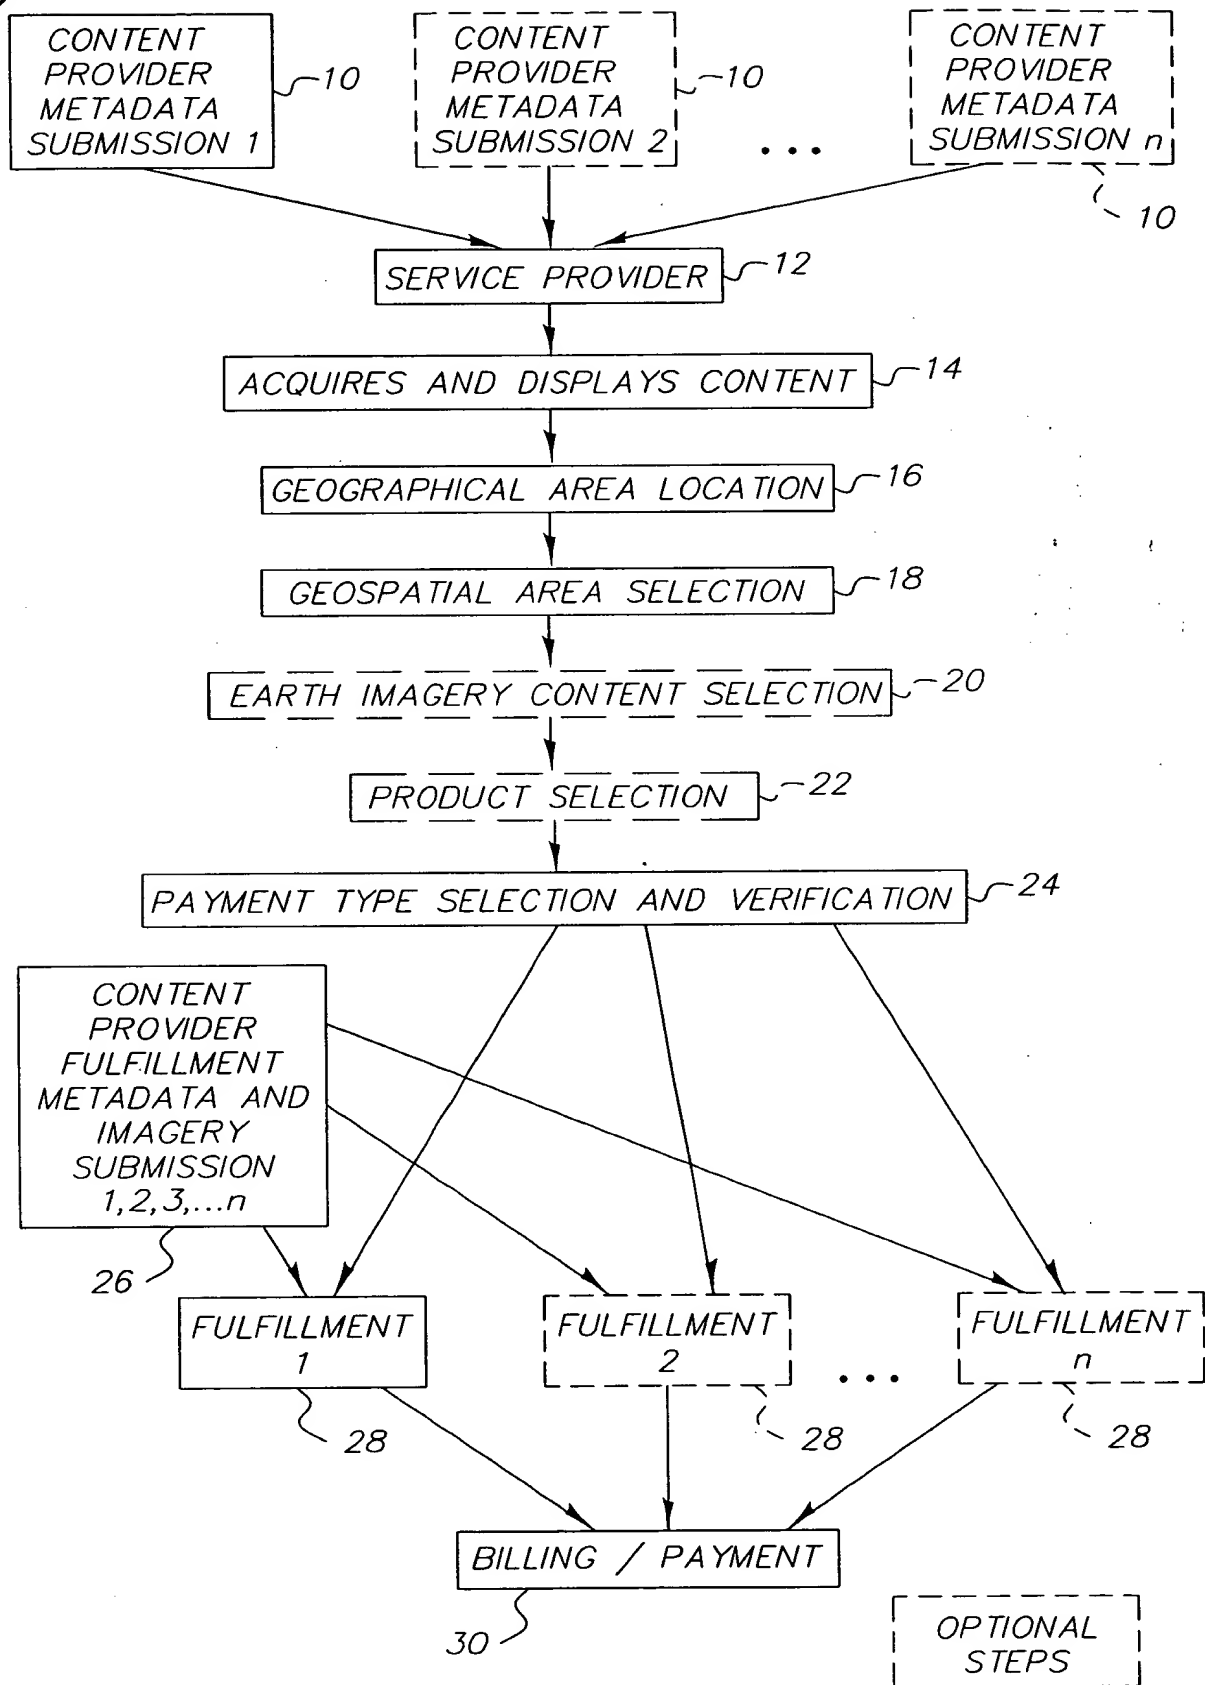 CONTENT
PROVIDER
METADATA
SUBMISSION 1
10
CONTENT
PROVIDER
METADATA
SUBMISSION 2
10
...
CONTENT
PROVIDER
METADATA
SUBMISSION n
10
SERVICE PROVIDER
12
ACQUIRES AND DISPLAYS CONTENT
14
GEOGRAPHICAL AREA LOCATION
16
GEOSPATIAL AREA SELECTION
18
EARTH IMAGERY CONTENT SELECTION
20
PRODUCT SELECTION
22
PAYMENT TYPE SELECTION AND VERIFICATION
24
CONTENT
PROVIDER
FULFILLMENT
METADATA AND
IMAGERY
SUBMISSION
1,2,3,...n
26
FULFILLMENT
1
28
FULFILLMENT
2
28
...
FULFILLMENT
n
28
BILLING / PAYMENT
30
OPTIONAL
STEPS